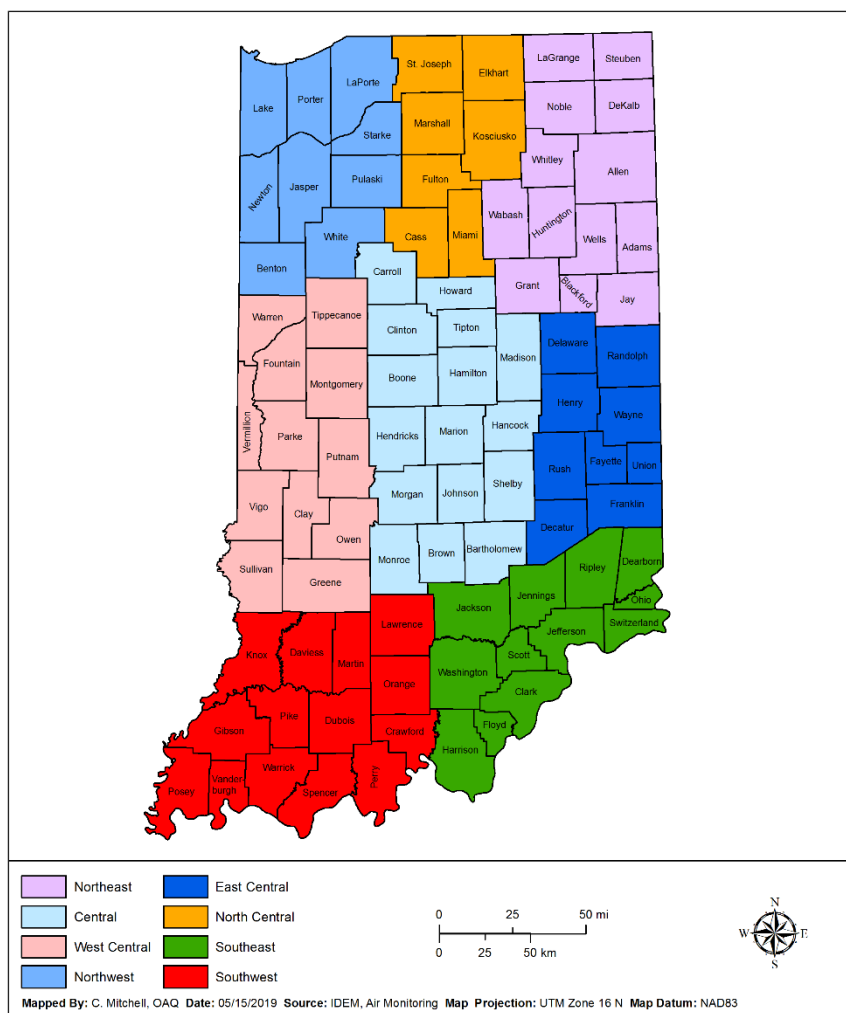 St. Joseph
LaGrange
Steuben
LaPorte
Elkhart
Porter
Lake
Noble
DeKalb
Marshall
Starke
Kosciusko
Whitley
Allen
Fulton
Pulaski
Jasper
Newton
Wabash
Huntington
White
Cass
Miami
Wells
Adams
Benton
Carroll
Grant
Howard
Blackford
Jay
Warren
Tippecanoe
Clinton
Tipton
Madison
Delaware
Randolph
Fountain
Boone
Hamilton
Montgomery
Henry
Wayne
Vermillion
Parke
Hendricks
Marion
Hancock
Putnam
Rush
Fayette
Union
Shelby
Morgan
Johnson
Vigo
Clay
Franklin
Decatur
Owen
Monroe
Brown
Bartholomew
Sullivan
Greene
Ripley
Dearborn
Jennings
Ohio
Jackson
Lawrence
Switzerland
Jefferson
Knox
Daviess
Martin
Scott
Washington
Orange
Clark
Pike
Dubois
Gibson
Floyd
Crawford
Harrison
Werrick
Perry
Posey
Vender-
burgh
Spencer
Northeast
East Central
Central
North Central
West Central
Southeast
Northwest
Southwest
0 25 50 mi
0 25 50 km
N
W E
S
Mapped By: C. Mitchell, OAQ Date: 05/15/2019 Source: IDEM, Air Monitoring Map Projection: UTM Zone 16 N Map Datum: NAD83